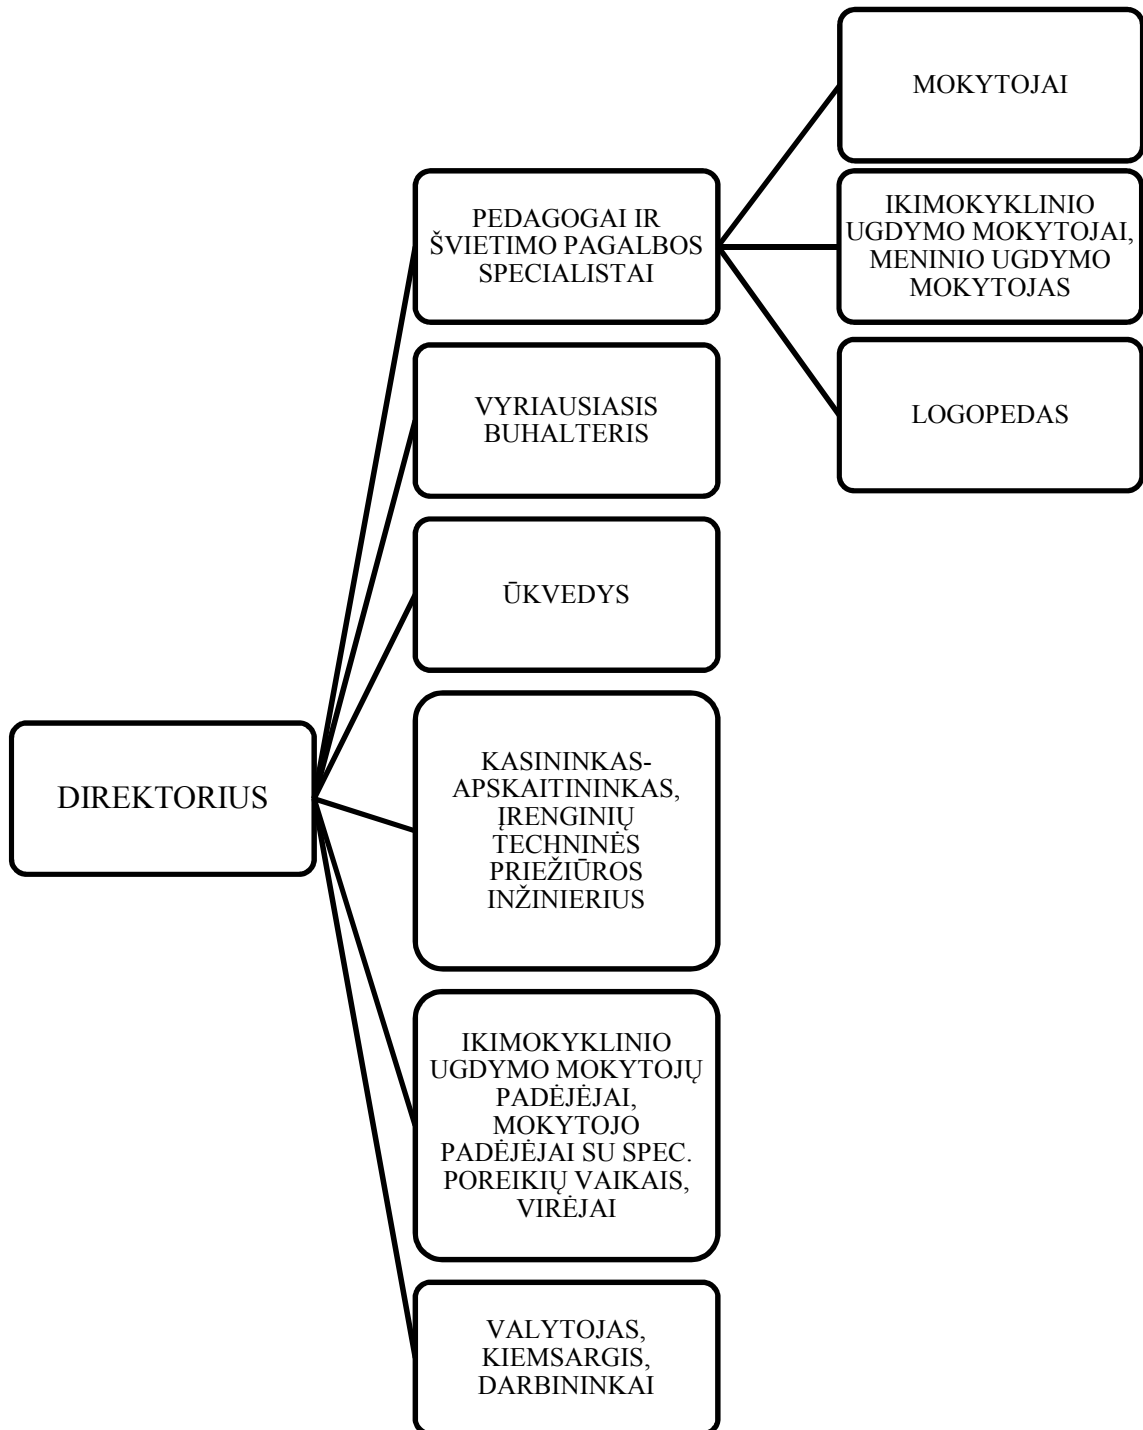 DIREKTORIUS
PEDAGOGAI IR
ŠVIETIMO PAGALBOS
SPECIALISTAI
MOKYTOJAI
IKIMOKYKLINIO
UGDYMO MOKYTOJAI,
MENINIO UGDYMO
MOKYTOJAS
LOGOPEDAS
VYRIAUSIASIS
BUHALTERIS
ŪKVEDYS
KASININKAS-
APSKAITININKAS,
ĮRENGINIŲ
TECHNINĖS
PRIEŽIŪROS
INŽINIERIUS
IKIMOKYKLINIO
UGDYMO MOKYTOJŲ
PADĖJĖJAI,
MOKYTOJO
PADĖJĖJAI SU SPEC.
POREIKIŲ VAIKAIS,
VIRĖJAI
VALYTOJAS,
KIEMSARGIS,
DARBININKAI